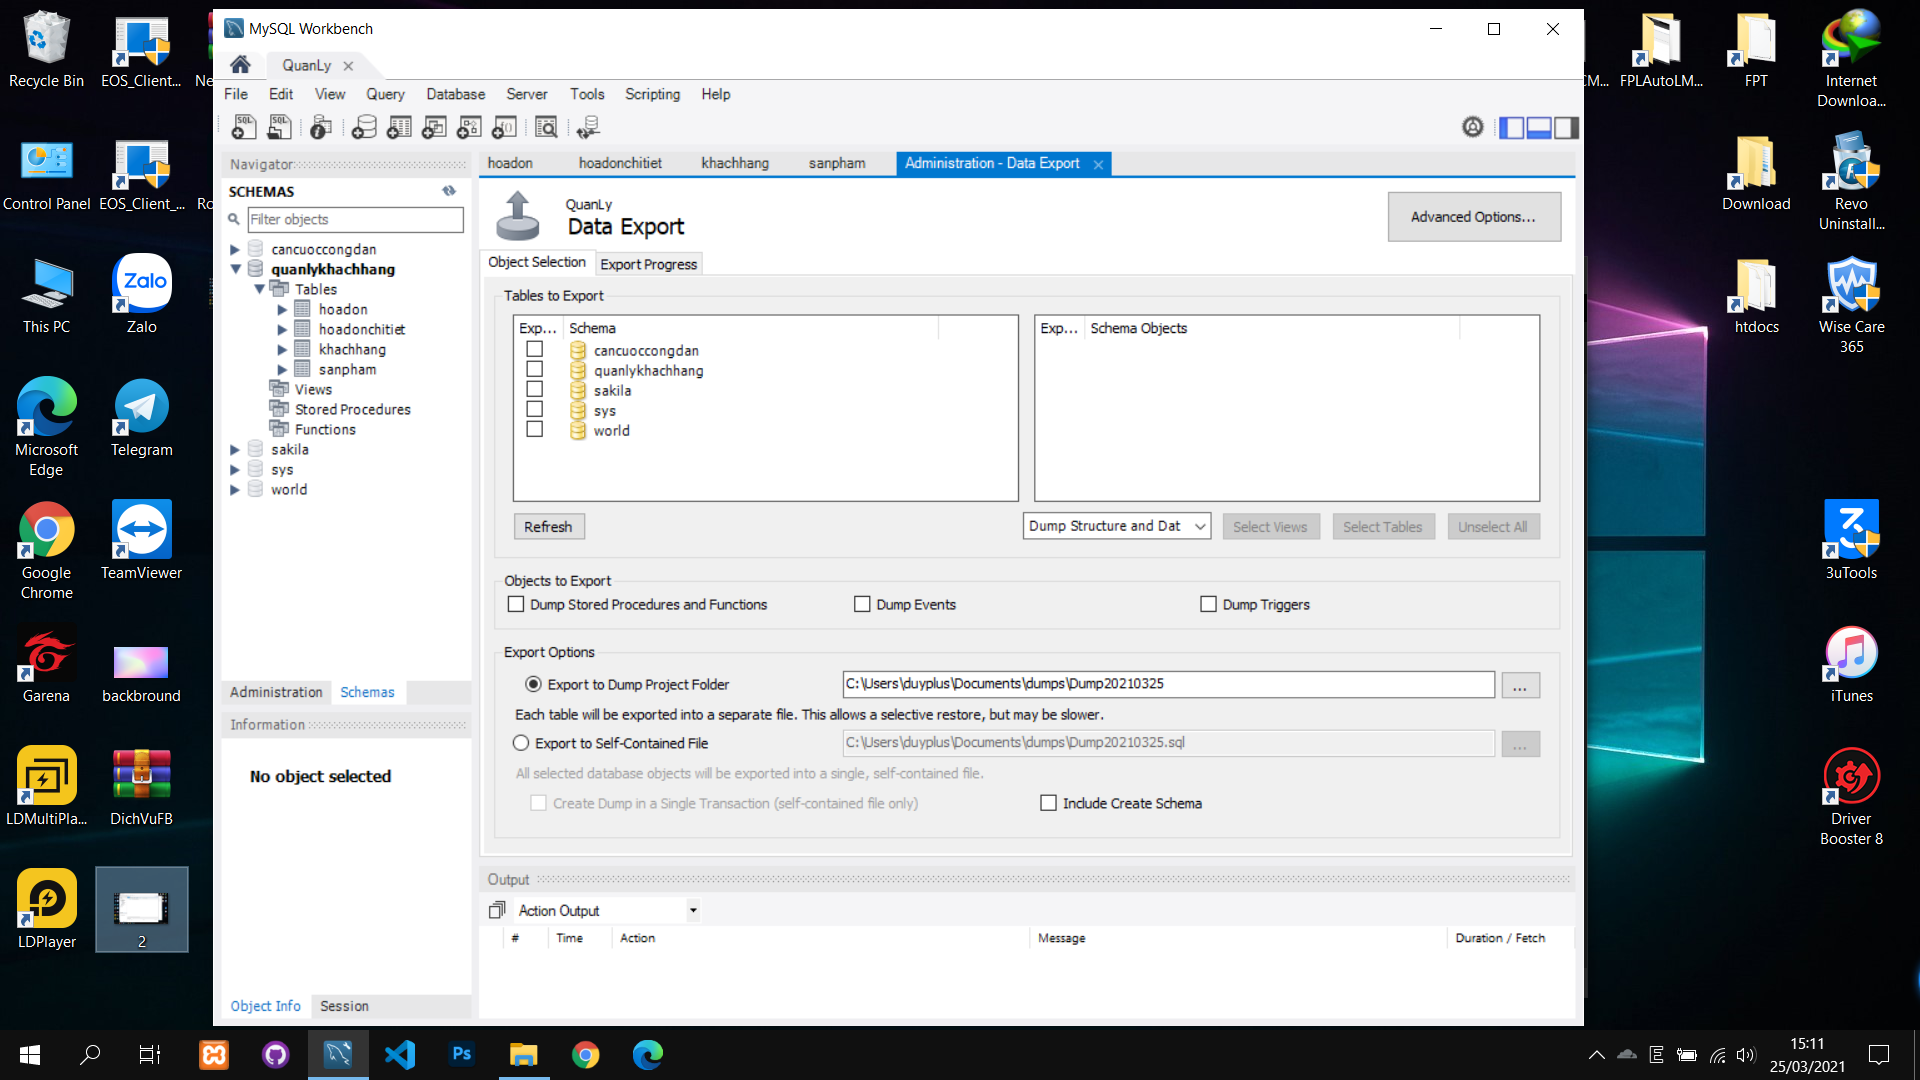 Recycle Bin
EOS_Client...
Ne
MySQL Workbench
QuanLy
File Edit View Query Database Server Tools Scripting Help
CM...
FPLAutoLM...
FPT
Internet
Downloa...
Control Panel
EOS_Client_...
Ro
Download
Revo
Uninstall...
This PC
Zalo
htdocs
Wise Care
365
Microsoft
Edge
Telegram
Google
Chrome
TeamViewer
3uTools
Garena
backbround
iTunes
LDMultiPla...
DichVuFB
Driver
Booster 8
LDPlayer
2
Navigator
SCHEMAS
Filter objects
cancuoccongdan
quanlykhachhang
Tables
hoadon
hoadonchitiet
khachhang
sanpham
Views
Stored Procedures
Functions
sakila
sys
world
Administration Schemas
Information
No object selected
Object Info Session
hoadon hoadonchitiet khachhang sanpham Administration - Data Export
QuanLy
Data Export
Advanced Options...
Object Selection Export Progress
Tables to Export
Exp... Schema
cancuoccongdan
quanlykhachhang
sakila
sys
world
Exp... Schema Objects
Refresh
Dump Structure and Dat
Select Views
Select Tables
Unselect All
Objects to Export
Dump Stored Procedures and Functions
Dump Events
Dump Triggers
Export Options
Export to Dump Project Folder
C:\Users\duyplus\Documents\dumps\Dump20210325
...
Each table will be exported into a separate file. This allows a selective restore, but may be slower.
Export to Self-Contained File
C:\Users\duyplus\Documents\dumps\Dump20210325.sql
...
All selected database objects will be exported into a single, self-contained file.
Create Dump in a Single Transaction (self-contained file only)
Include Create Schema
Output
Action Output
# Time Action Message Duration / Fetch
Ps
E
15:11
25/03/2021